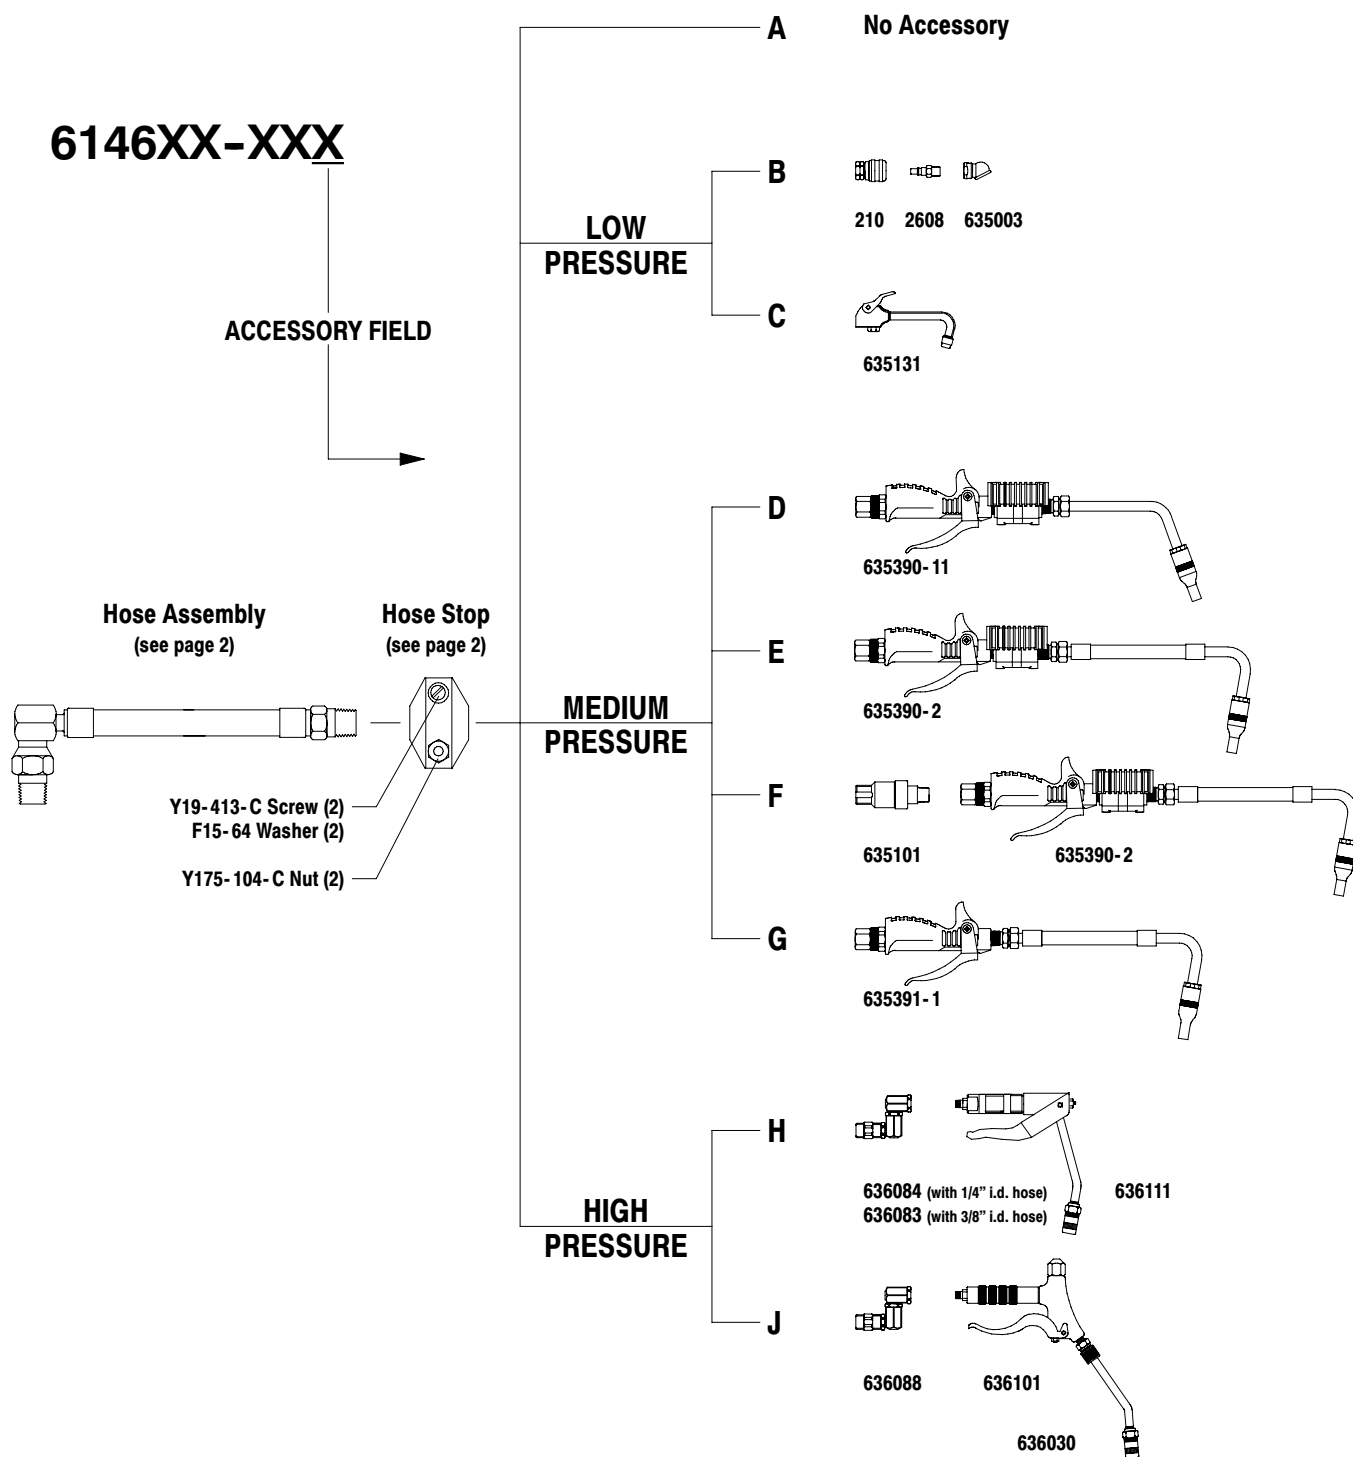 A No Accessory
6146XX-XXX
B
210 2608 635003
LOW
PRESSURE
C
635131
ACCESSORY FIELD
D
635390-11
Hose Assembly
(see page 2)
Hose Stop
(see page 2)
E
635390-2
MEDIUM
PRESSURE
F
635101 635390-2
Y19-413-C Screw (2)
F15-64 Washer (2)
Y175-104-C Nut (2)
G
635391-1
H
636084 (with 1/4” i.d. hose) 636111
636083 (with 3/8” i.d. hose)
HIGH
PRESSURE
J
636088 636101
636030